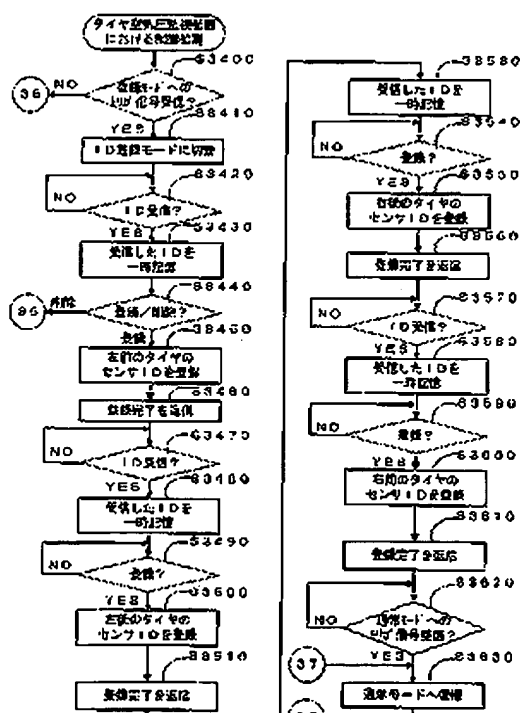 タイヤ空気圧監視装置
における
S3400
登録モードへの
トリガ信号受信?
NO
36
YES
S3410
ID登録モードに切替
S3420
NO
ID受信?
YES
S3430
受信したIDを
一時記憶
S3440
登録/削除?
削除
登録
S3450
左前のタイヤの
センサIDを登録
S3460
登録完了を返信
S3470
NO
ID受信?
YES
S3480
受信したIDを
一時記憶
S3490
NO
登録?
YES
S3500
左後のタイヤの
センサIDを登録
S3510
登録完了を返信
S3530
受信したIDを
一時記憶
S3540
NO
登録?
YES
S3550
右後のタイヤの
センサIDを登録
S3560
登録完了を返信
S3570
NO
ID受信?
YES
S3580
受信したIDを
一時記憶
S3590
NO
登録?
YES
S3600
右前のタイヤの
センサIDを登録
S3610
登録完了を返信
S3620
NO
通常モードへの
トリガ信号受信?
37
YES
S3630
通常モードへ復帰